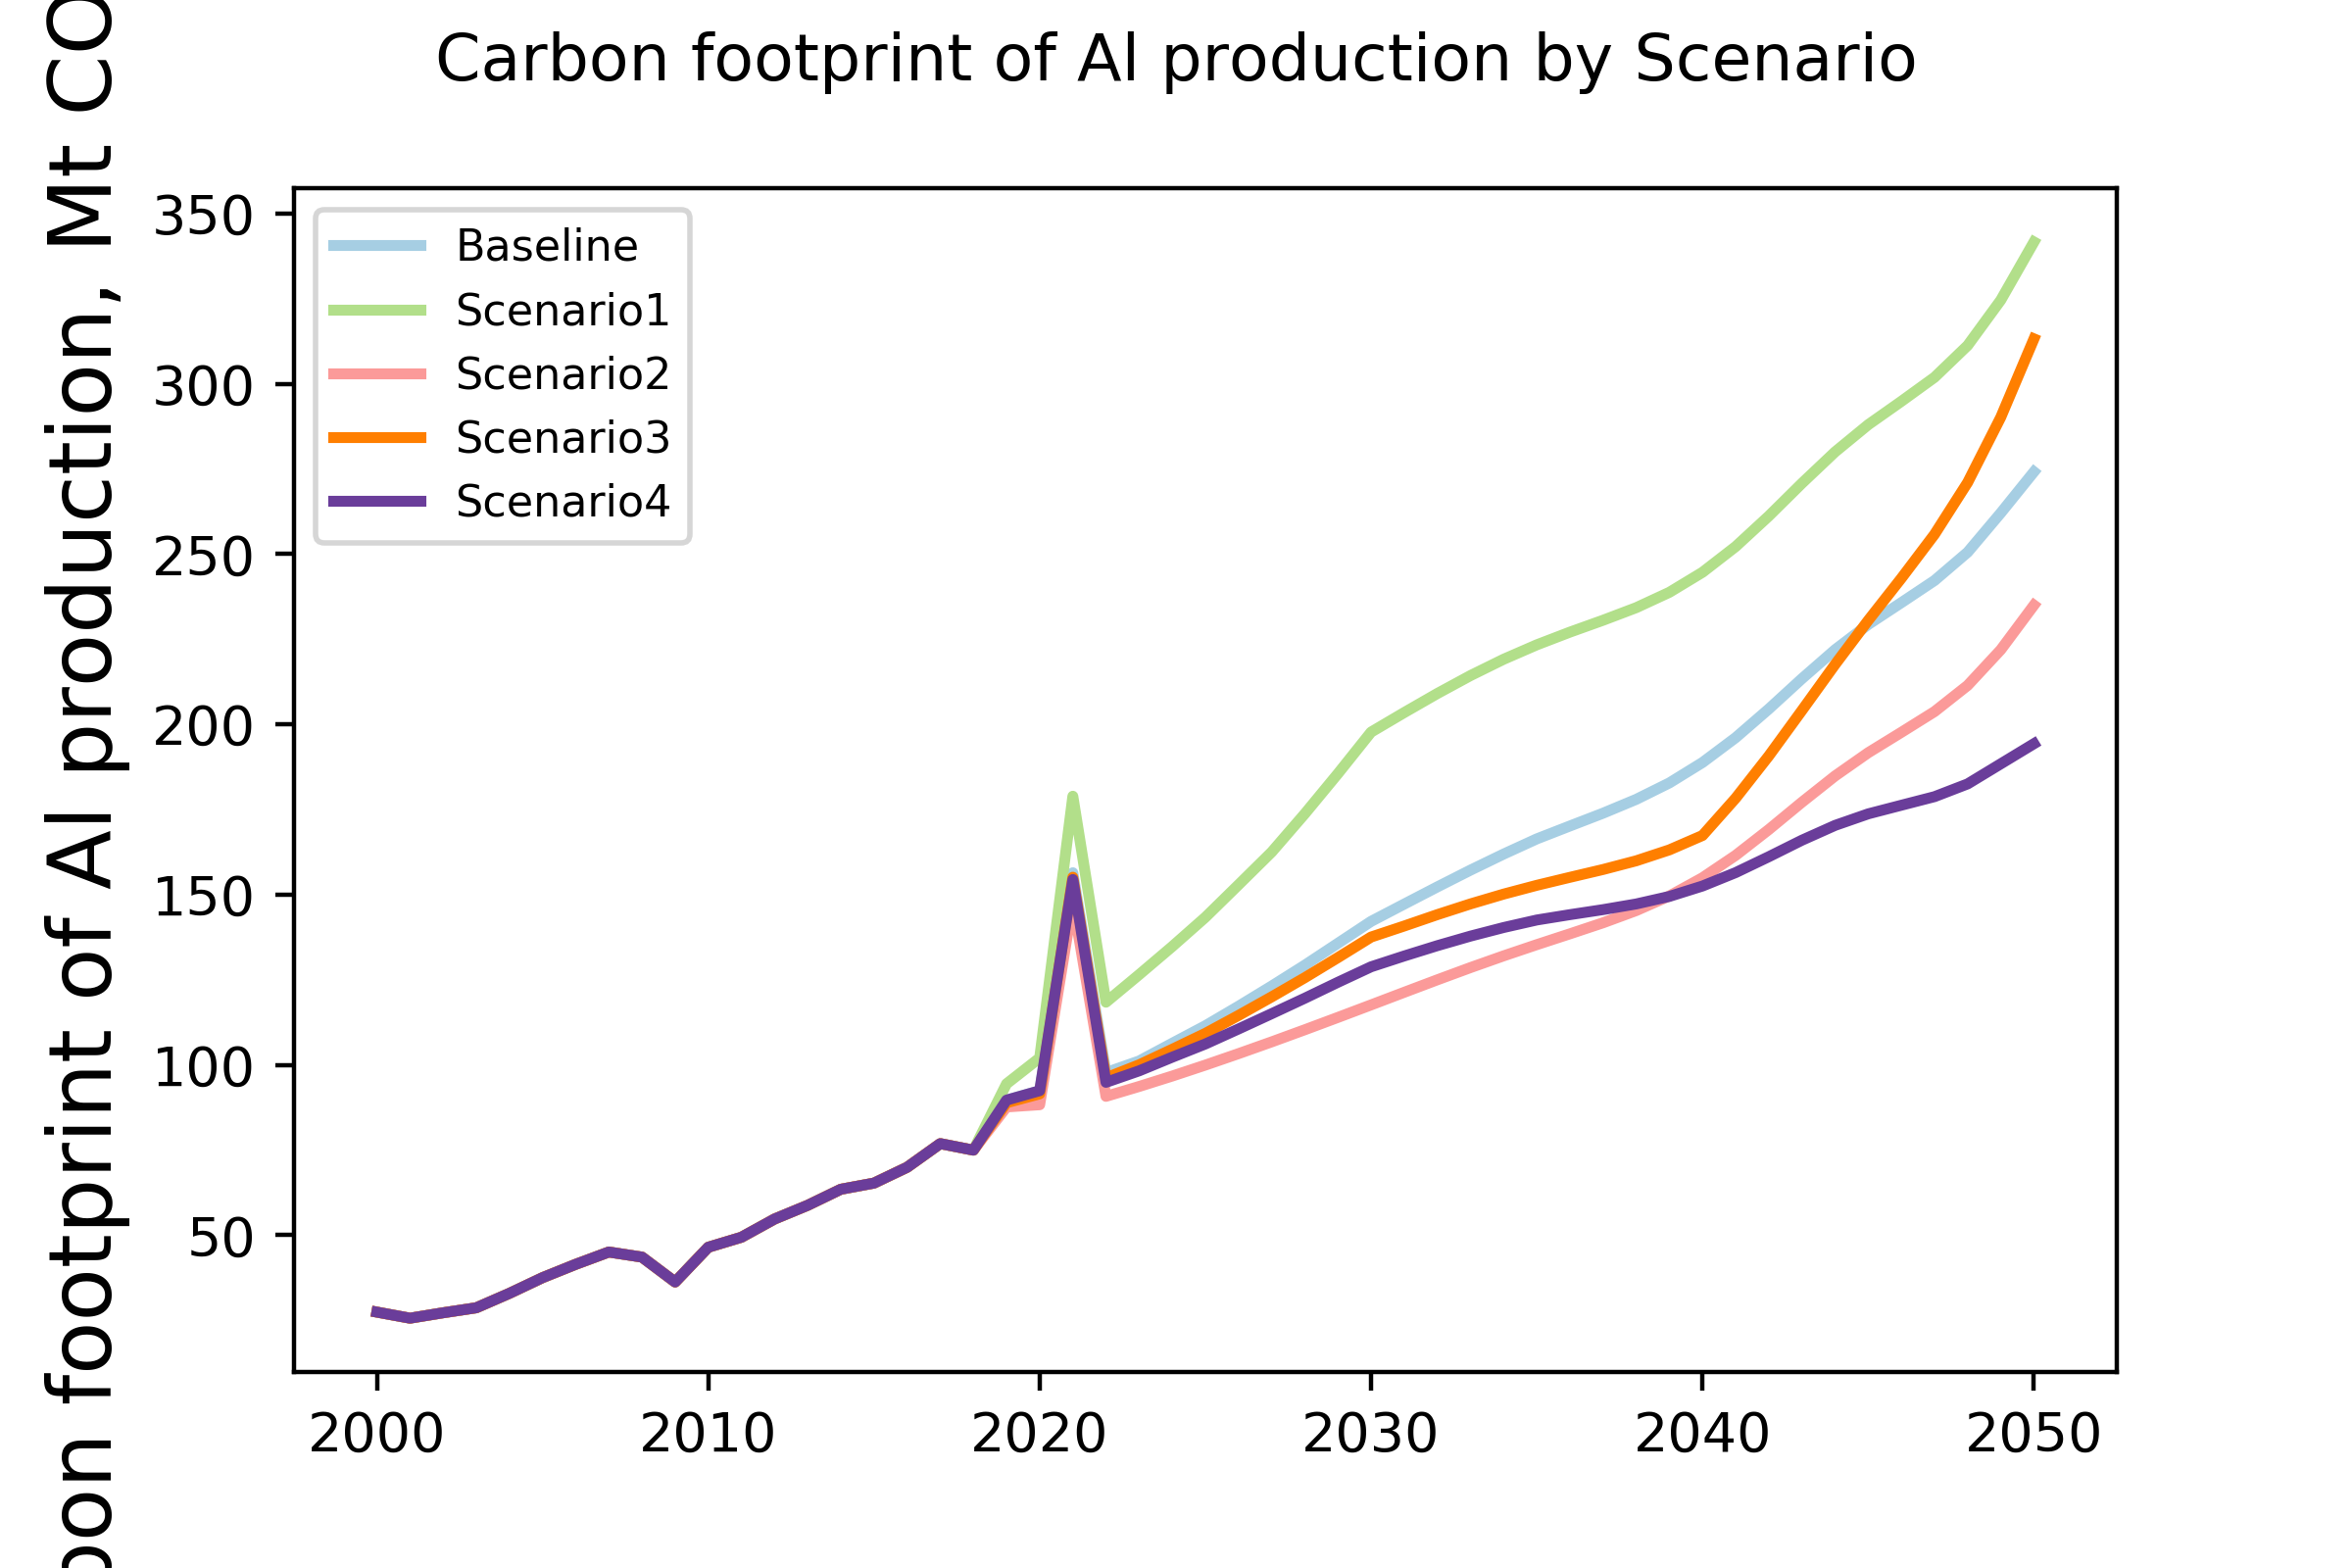 Carbon footprint of Al production by Scenario
on footprint of Al production, Mt CO
350
300
250
200
150
100
50
Baseline
Scenario1
Scenario2
Scenario3
Scenario4
2000
2010
2020
2030
2040
2050